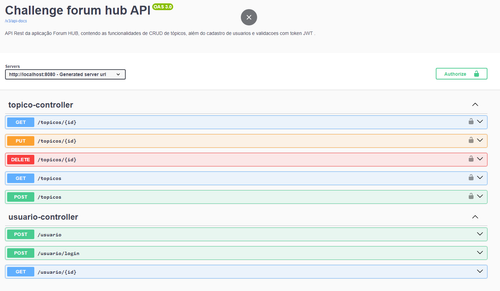 Challenge forum hub API OAS 3.0
/v3/api-docs
API Rest da aplicação Forum HUB, contendo as funcionalidades de CRUD de tópicos, além do cadastro de usuarios e validacoes com token JWT .
Servers
http://localhost:8080 - Generated server url
Authorize
topico-controller
GET /topicos/{id}
PUT /topicos/{id}
DELETE /topicos/{id}
GET /topicos
POST /topicos
usuario-controller
POST /usuario
POST /usuario/login
GET /usuario/{id}